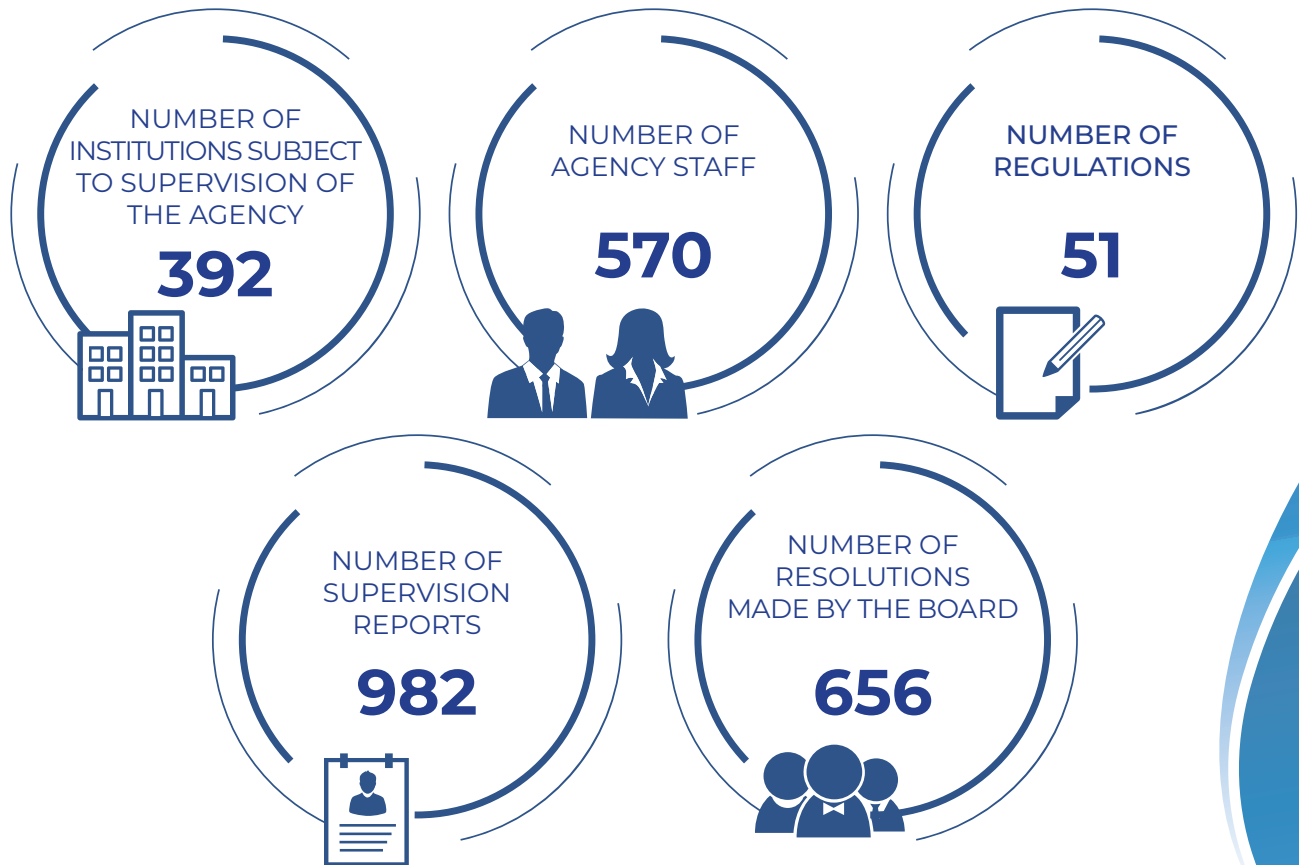 NUMBER OF
INSTITUTIONS SUBJECT
TO SUPERVISION OF
THE AGENCY
392
NUMBER OF
AGENCY STAFF
570
NUMBER OF
REGULATIONS
51
NUMBER OF
SUPERVISION
REPORTS
982
NUMBER OF
RESOLUTIONS
MADE BY THE BOARD
656